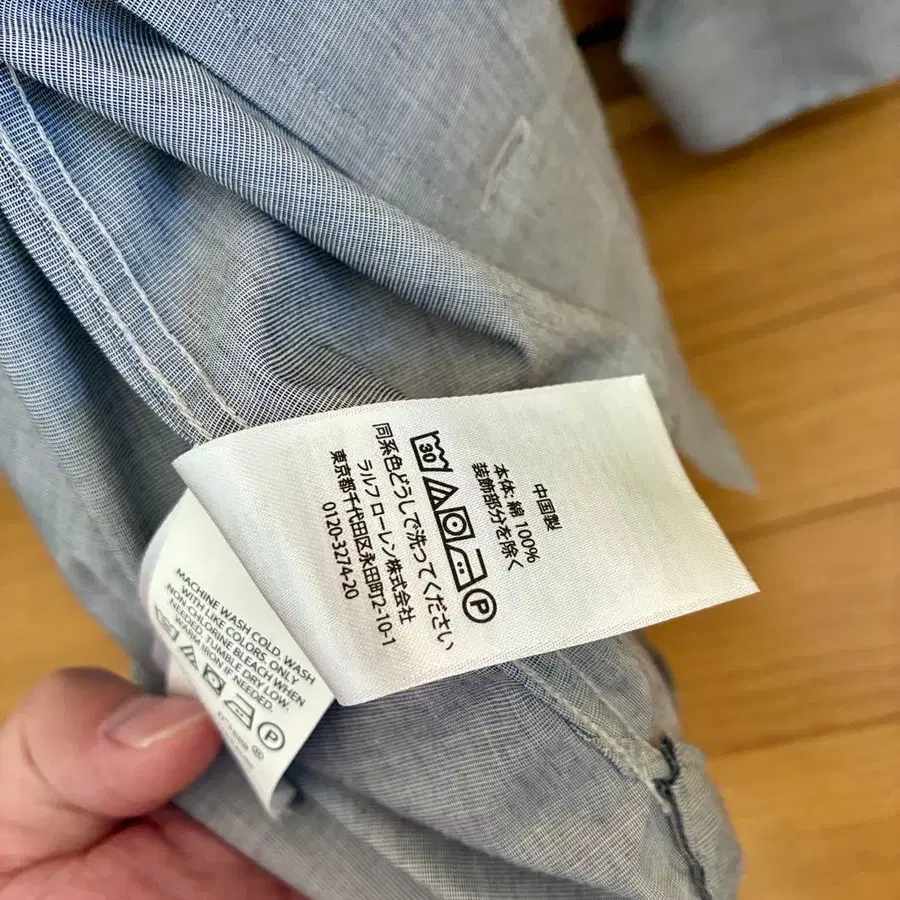 中国製
本体: 綿 100%
装飾部分を除く
30
P
同系色どうしで洗ってください
ラルフ ローレン株式会社
東京都千代田区永田町2-10-1
0120-3274-20
MACHINE WASH COLD. WASH
WITH LIKE COLORS. ONLY
NON-CHLORINE BLEACH WHEN
NEEDED. TUMBLE DRY LOW.
WARM IRON IF NEEDED.
P